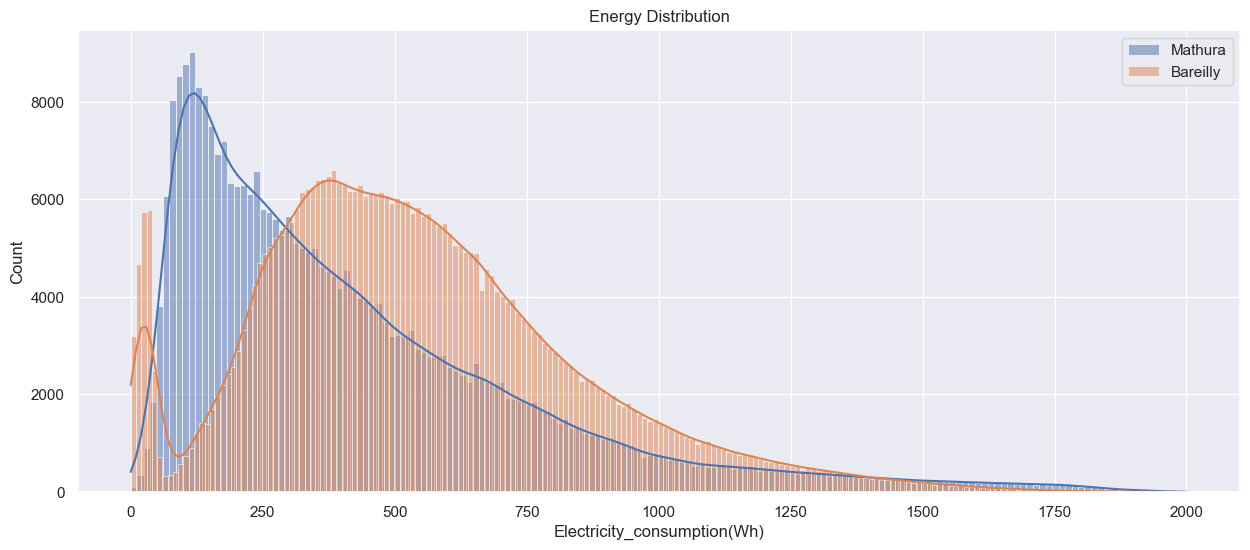 Energy Distribution
Mathura
Bareilly
8000
6000
4000
2000
0
Count
0 250 500 750 1000 1250 1500 1750 2000
Electricity_consumption(Wh)